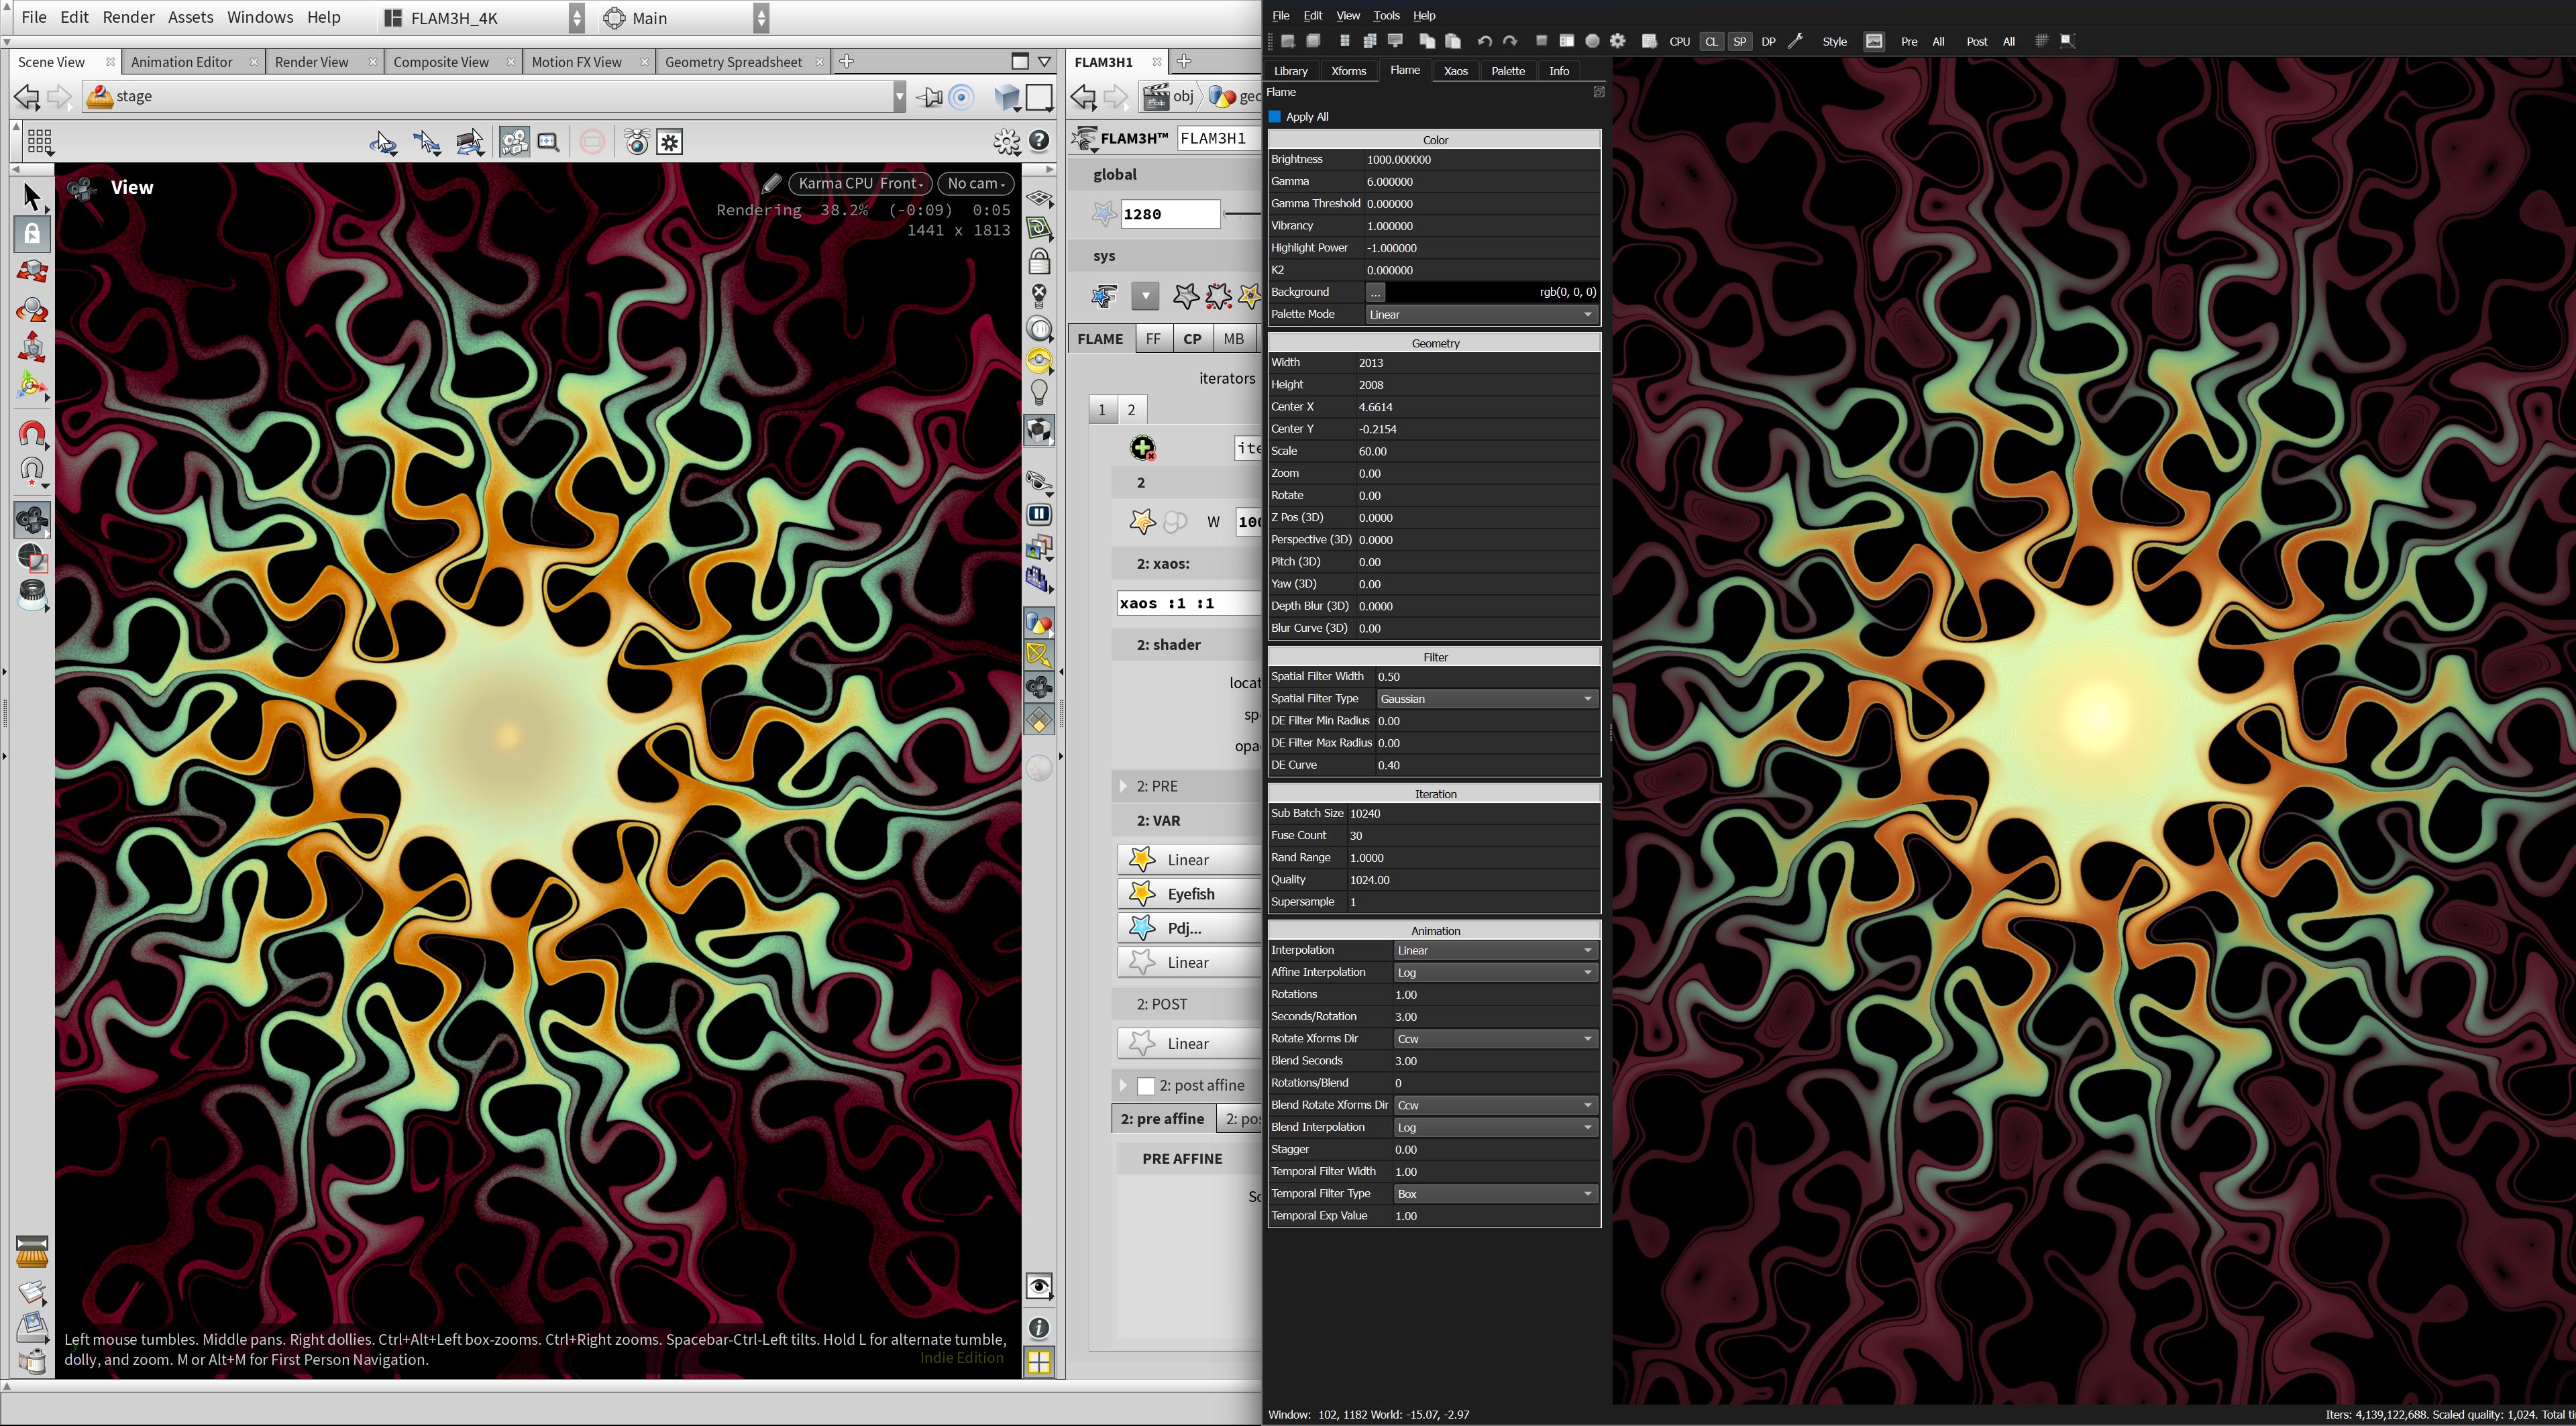 File Edit Render Assets Windows Help FLAM3H_4K Main
Scene View Animation Editor Render View Composite View Motion FX View Geometry Spreadsheet
stage
View
Karma CPU Front No cam
Rendering 38.2% (-0:09) 0:05
1441 x 1813
Left mouse tumbles. Middle pans. Right dollies. Ctrl+Alt+Left box-zooms. Ctrl+Right zooms. Spacebar-Ctrl-Left tilts. Hold L for alternate tumble,
dolly, and zoom. M or Alt+M for First Person Navigation.
Indie Edition
FLAM3H1
obj geo
FLAM3H™ FLAM3H1
global
1280
sys
FLAME FF CP MB
iterators
1 2
ite
2
W 100
2: xaos:
xaos :1 :1
2: shader
locat
sp
opa
2: PRE
2: VAR
Linear
Eyefish
Pdj...
Linear
2: POST
Linear
2: post affine
2: pre affine 2: pos
PRE AFFINE
Sc
File Edit View Tools Help
CPU CL SP DP Style Pre All Post All
Library Xforms Flame Xaos Palette Info
Flame
Apply All
Color
Brightness 1000.000000
Gamma 6.000000
Gamma Threshold 0.000000
Vibrancy 1.000000
Highlight Power -1.000000
K2 0.000000
Background ... rgb(0, 0, 0)
Palette Mode Linear
Geometry
Width 2013
Height 2008
Center X 4.6614
Center Y -0.2154
Scale 60.00
Zoom 0.00
Rotate 0.00
Z Pos (3D) 0.0000
Perspective (3D) 0.0000
Pitch (3D) 0.00
Yaw (3D) 0.00
Depth Blur (3D) 0.0000
Blur Curve (3D) 0.00
Filter
Spatial Filter Width 0.50
Spatial Filter Type Gaussian
DE Filter Min Radius 0.00
DE Filter Max Radius 0.00
DE Curve 0.40
Iteration
Sub Batch Size 10240
Fuse Count 30
Rand Range 1.0000
Quality 1024.00
Supersample 1
Animation
Interpolation Linear
Affine Interpolation Log
Rotations 1.00
Seconds/Rotation 3.00
Rotate Xforms Dir Ccw
Blend Seconds 3.00
Rotations/Blend 0
Blend Rotate Xforms Dir Ccw
Blend Interpolation Log
Stagger 0.00
Temporal Filter Width 1.00
Temporal Filter Type Box
Temporal Exp Value 1.00
Window: 102, 1182 World: -15.07, -2.97
Iters: 4,139,122,688. Scaled quality: 1,024. Total ti